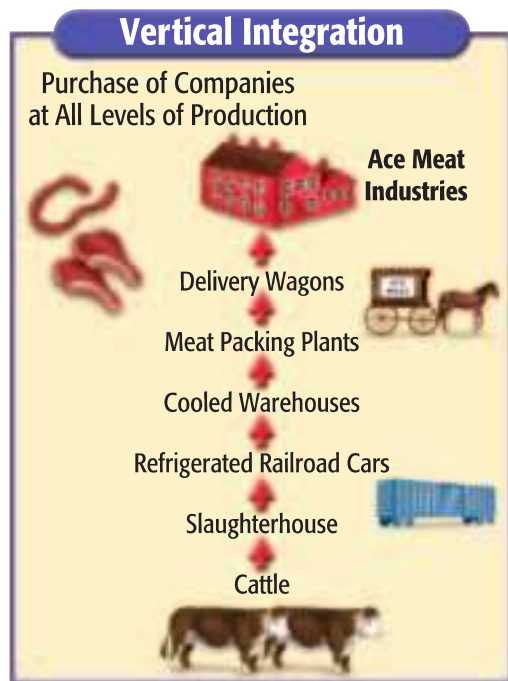 Vertical Integration
Purchase of Companies
at All Levels of Production
Ace Meat
Industries
Delivery Wagons
Meat Packing Plants
Cooled Warehouses
Refrigerated Railroad Cars
Slaughterhouse
Cattle